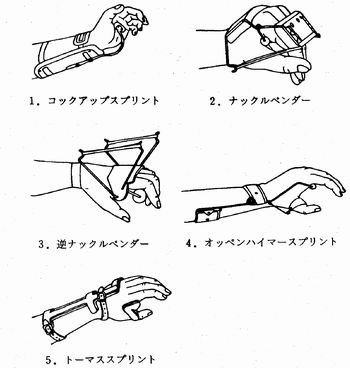 1．コックアップスプリント
2．ナックルベンダー
3．逆ナックルベンダー
4．オッペンハイマースプリント
5．トーマススプリント